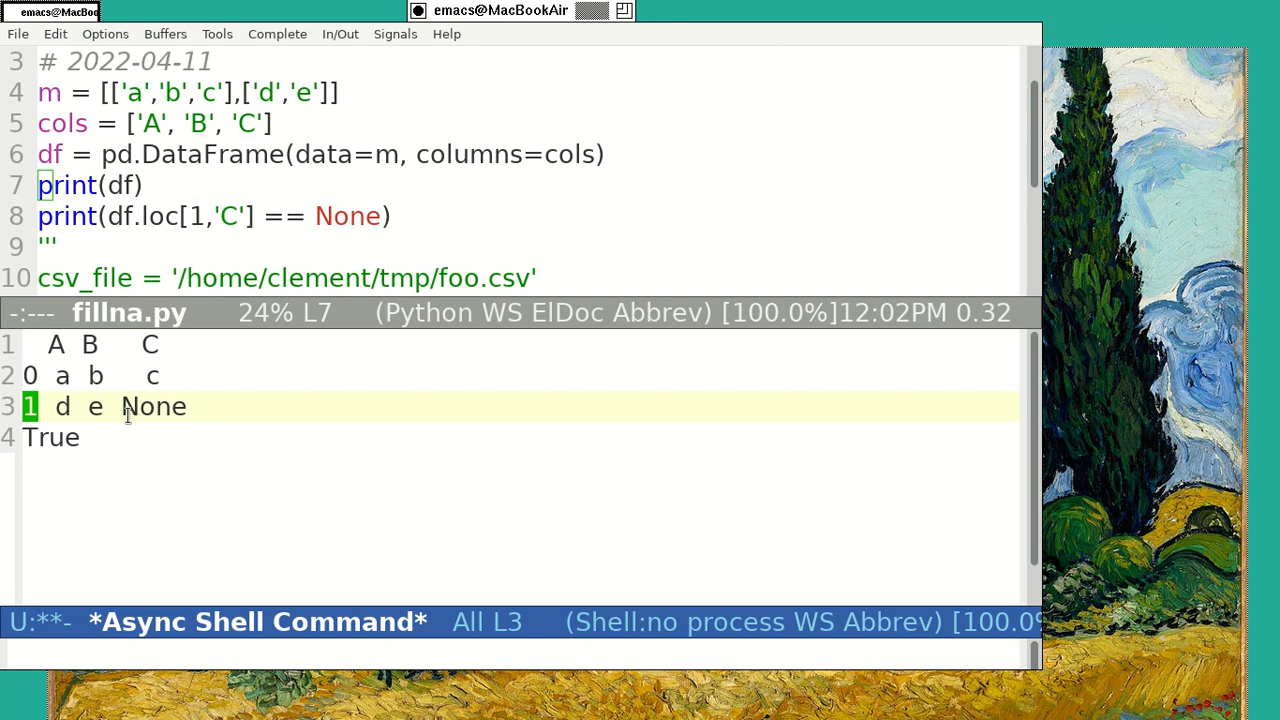 emacs@MacBoo
emacs@MacBookAir
File Edit Options Buffers Tools Complete In/Out Signals Help
3 # 2022-04-11
4 m = [['a','b','c'],['d','e']]
5 cols = ['A', 'B', 'C']
6 df = pd.DataFrame(data=m, columns=cols)
7 print(df)
8 print(df.loc[1,'C'] == None)
9 '''
10 csv_file = '/home/clement/tmp/foo.csv'
-:--- fillna.py 24% L7 (Python WS ElDoc Abbrev) [100.0%]12:02PM 0.32
1 A B C
2 0 a b c
3 1 d e None
4 True
U:**- *Async Shell Command* All L3 (Shell:no process WS Abbrev) [100.0%